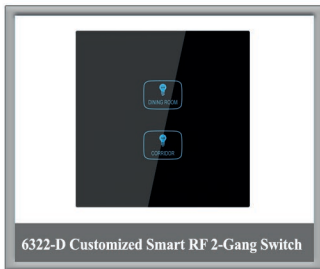 DINING ROOM
CORRIDOR
6322-D Customized Smart RF 2-Gang Switch